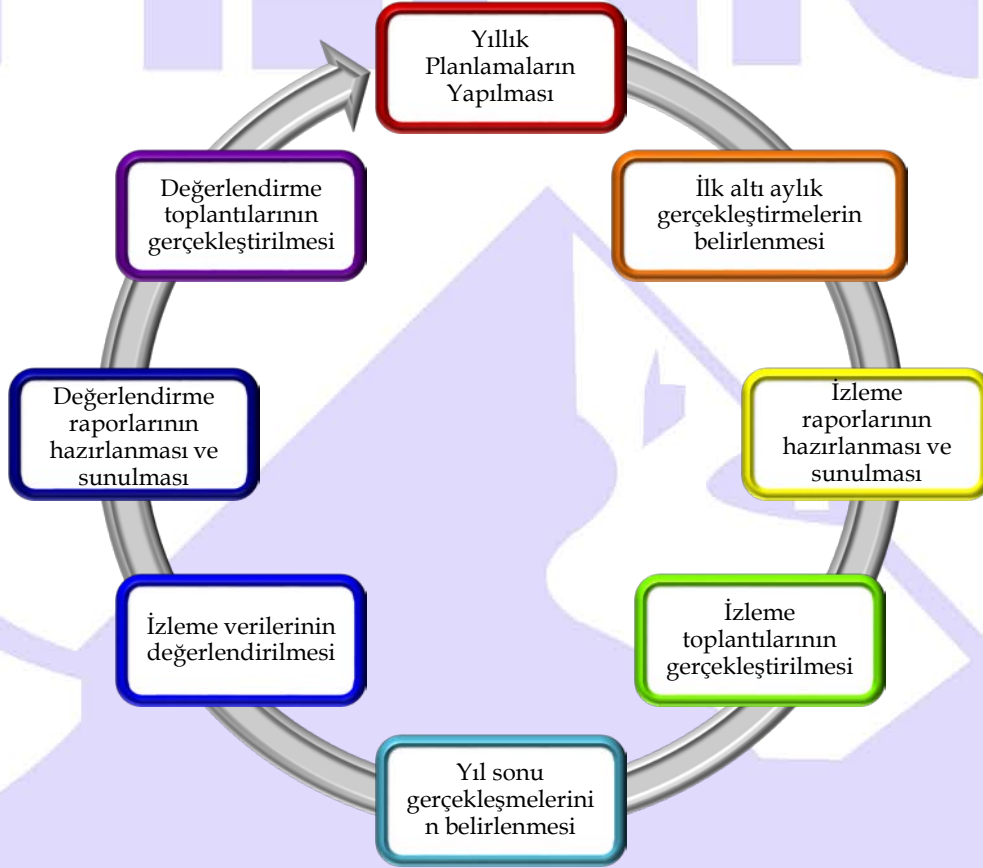 Yıllık
Planlamaların
Yapılması
İlk altı aylık
gerçekleştirmelerin
belirlenmesi
İzleme
raporlarının
hazırlanması ve
sunulması
İzleme
toplantılarının
gerçekleştirilmesi
Yıl sonu
gerçekleşmelerini
n belirlenmesi
İzleme verilerinin
değerlendirilmesi
Değerlendirme
raporlarının
hazırlanması ve
sunulması
Değerlendirme
toplantılarının
gerçekleştirilmesi